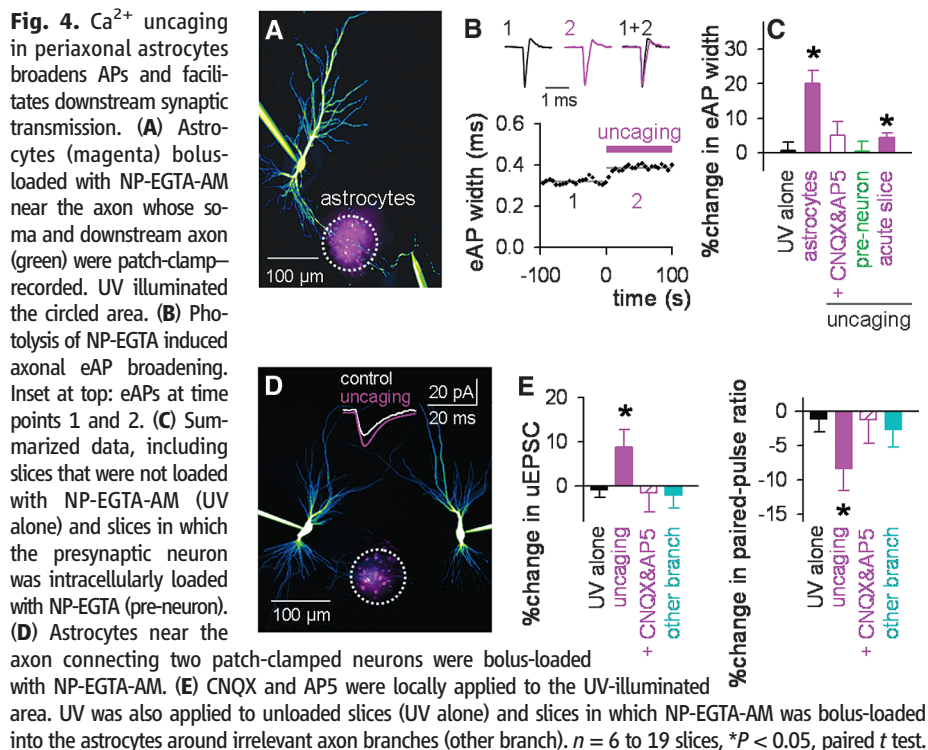 Fig. 4. Ca2+ uncaging
in periaxonal astrocytes
broadens APs and facili-
tates downstream synaptic
transmission. (A) Astro-
cytes (magenta) bolus-
loaded with NP-EGTA-AM
near the axon whose so-
ma and downstream axon
(green) were patch-clamp–
recorded. UV illuminated
the circled area. (B) Pho-
tolysis of NP-EGTA induced
axonal eAP broadening.
Inset at top: eAPs at time
points 1 and 2. (C) Sum-
marized data, including
slices that were not loaded
with NP-EGTA-AM (UV
alone) and slices in which
the presynaptic neuron
was intracellularly loaded
with NP-EGTA (pre-neuron).
(D) Astrocytes near the
axon connecting two patch-clamped neurons were bolus-loaded
with NP-EGTA-AM. (E) CNQX and AP5 were locally applied to the UV-illuminated
area. UV was also applied to unloaded slices (UV alone) and slices in which NP-EGTA-AM was bolus-loaded
into the astrocytes around irrelevant axon branches (other branch). n = 6 to 19 slices, *P < 0.05, paired t test.
A
astrocytes
100 µm
B
1
2
1+2
1 ms
eAP width (ms)
0.6
0.4
0.2
0.0
uncaging
1
2
-100
0
100
time (s)
C
%change in eAP width
30
20
10
0
*
*
UV alone
astrocytes
+ CNQX&AP5
pre-neuron
acute slice
uncaging
D
control
uncaging
20 pA
20 ms
100 µm
E
%change in uEPSC
20
10
0
*
UV alone
uncaging
+ CNQX&AP5
other branch
%change in paired-pulse ratio
0
-5
-10
-15
*
UV alone
uncaging
+ CNQX&AP5
other branch